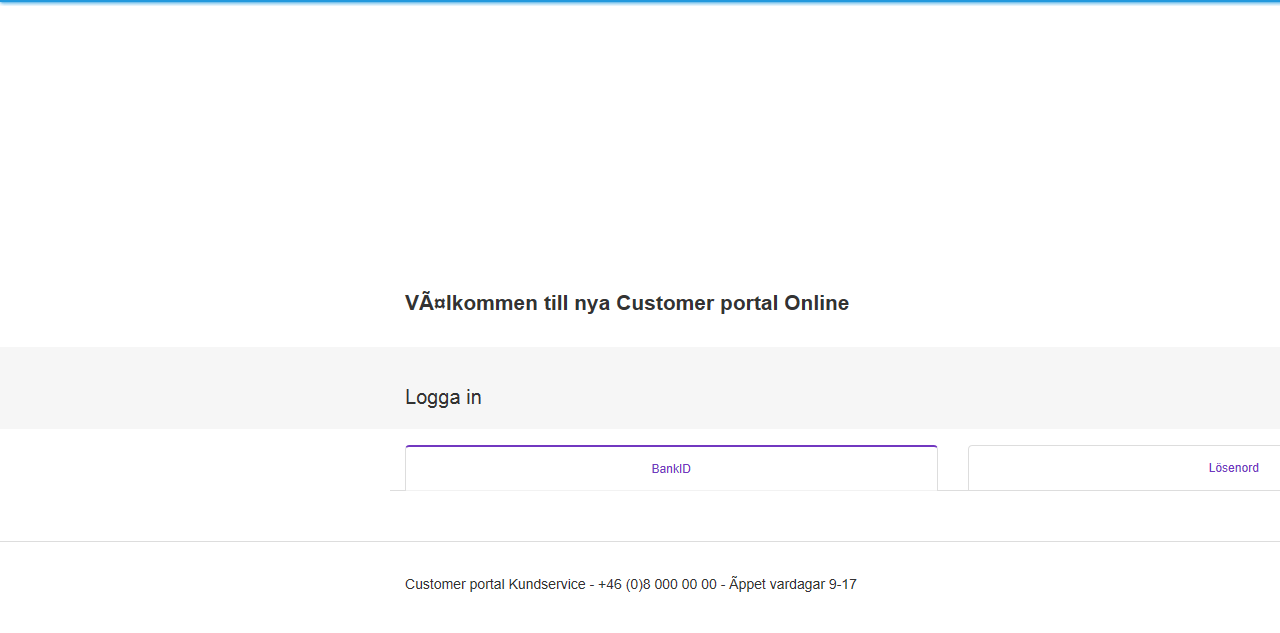 VÃ¤lkommen till nya Customer portal Online
Logga in
BankID
Lösenord
Customer portal Kundservice - +46 (0)8 000 00 00 - Ãppet vardagar 9-17